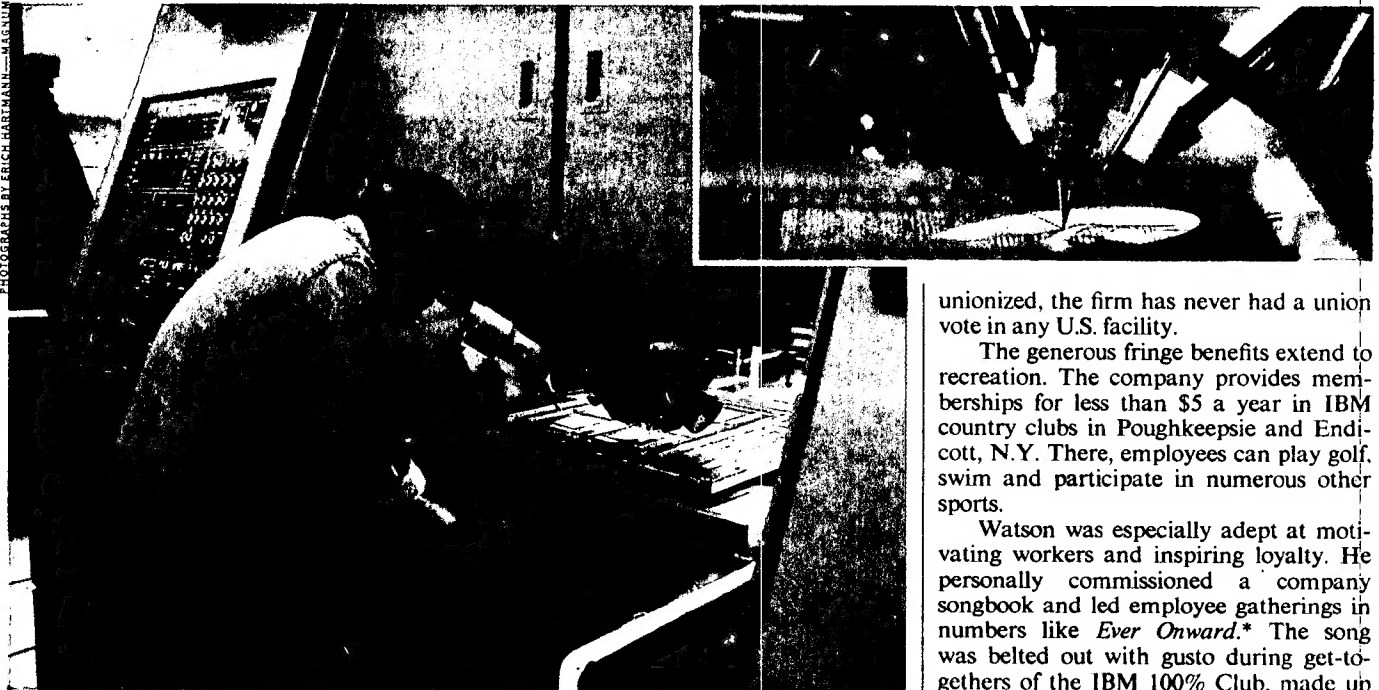 PHOTOGRAPHS BY ERICH HARTMANN—MAGNUM
unionized, the firm has never had a union
vote in any U.S. facility.
The generous fringe benefits extend to
recreation. The company provides mem-
berships for less than $5 a year in IBM
country clubs in Poughkeepsie and Endi-
cott, N.Y. There, employees can play golf,
swim and participate in numerous other
sports.
Watson was especially adept at moti-
vating workers and inspiring loyalty. He
personally commissioned a company
songbook and led employee gatherings in
numbers like Ever Onward.* The song
was belted out with gusto during get-to-
gethers of the IBM 100% Club, made up